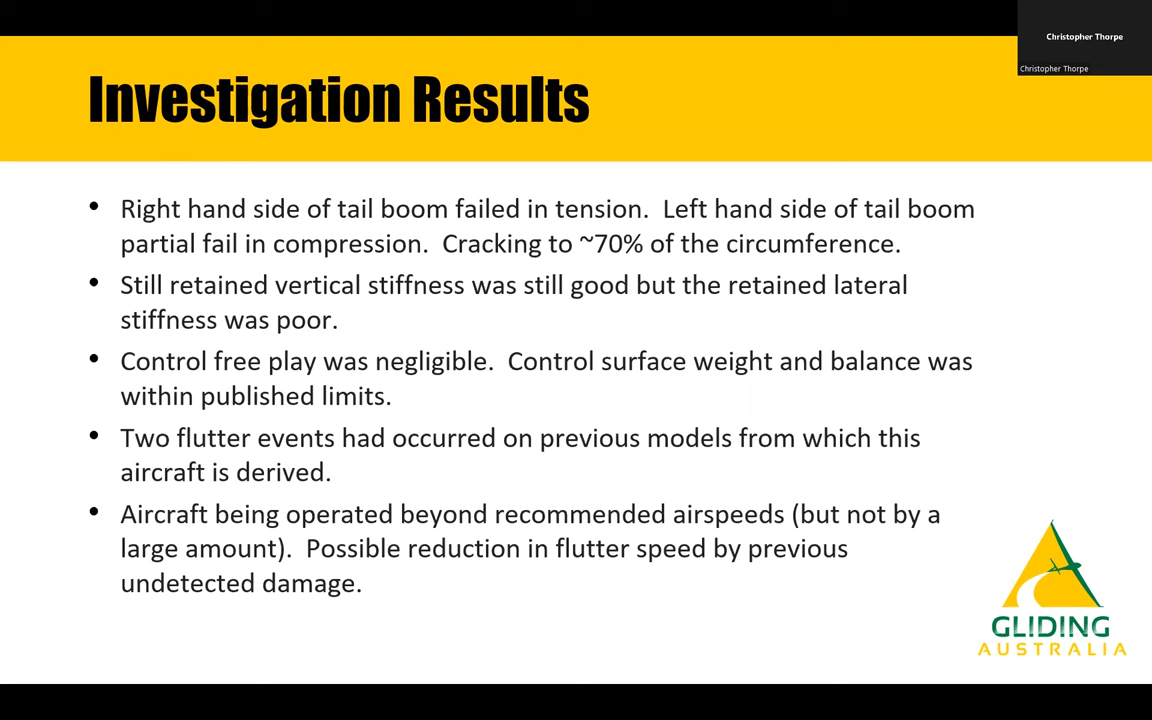 Christopher Thorpe
Christopher Thorpe
Investigation Results
• Right hand side of tail boom failed in tension. Left hand side of tail boom
partial fail in compression. Cracking to ~70% of the circumference.
• Still retained vertical stiffness was still good but the retained lateral
stiffness was poor.
• Control free play was negligible. Control surface weight and balance was
within published limits.
• Two flutter events had occurred on previous models from which this
aircraft is derived.
• Aircraft being operated beyond recommended airspeeds (but not by a
large amount). Possible reduction in flutter speed by previous
undetected damage.
GLIDING
AUSTRALIA